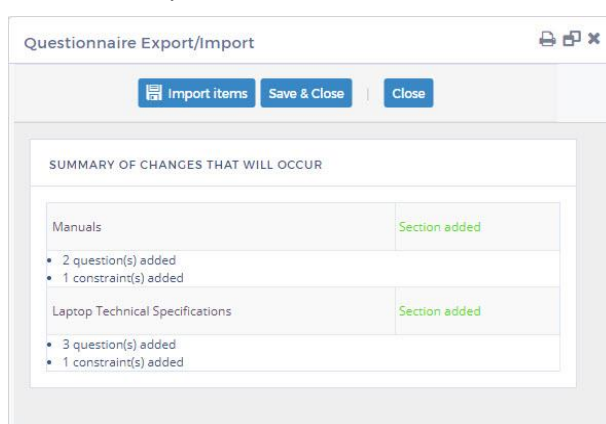 Questionnaire Export/Import
Import items Save & Close | Close
SUMMARY OF CHANGES THAT WILL OCCUR
Manuals Section added
• 2 question(s) added
• 1 constraint(s) added
Laptop Technical Specifications Section added
• 3 question(s) added
• 1 constraint(s) added